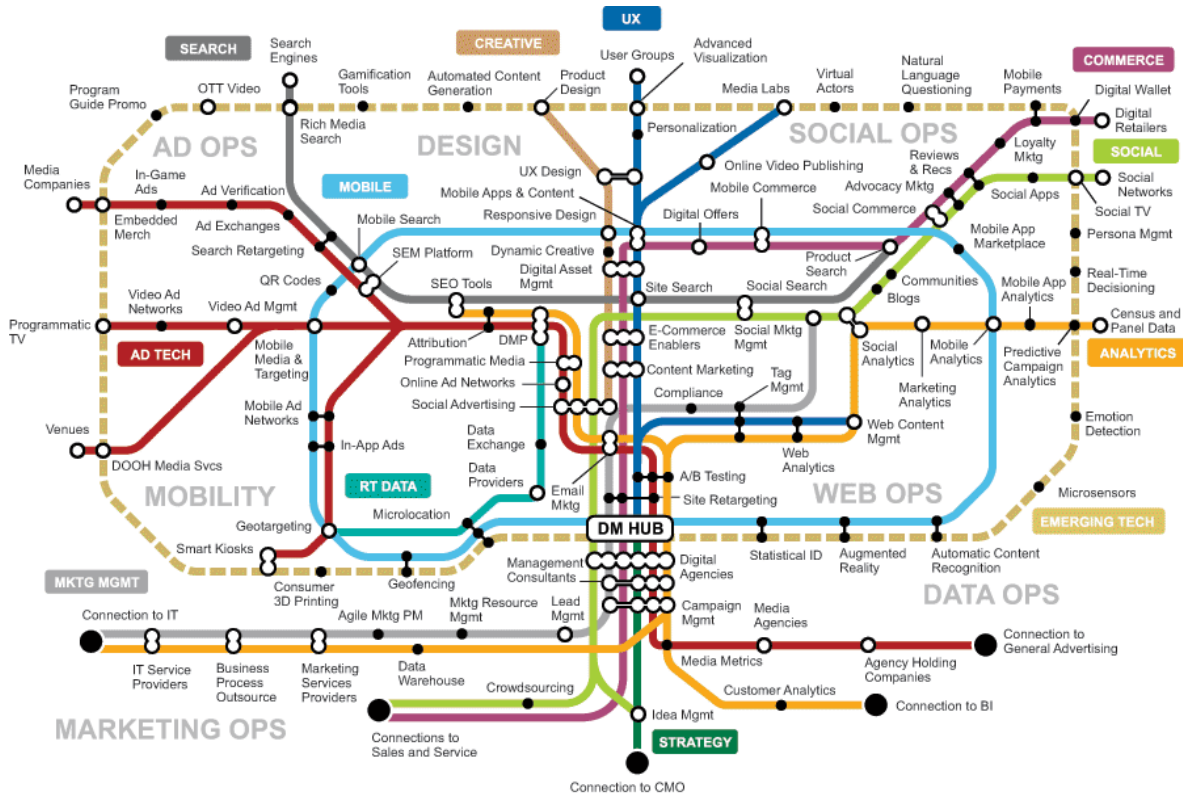 UX
SEARCH
Search
Engines
CREATIVE
User Groups
Advanced
Visualization
COMMERCE
Program
Guide Promo
OTT Video
Gamification
Tools
Automated Content
Generation
Product
Design
Media Labs
Virtual
Actors
Natural
Language
Questioning
Mobile
Payments
Digital Wallet
Digital
Retailers
Rich Media
Search
AD OPS
DESIGN
Personalization
SOCIAL OPS
Loyalty
Mktg
SOCIAL
Media
Companies
In-Game
Ads
Ad Verification
MOBILE
UX Design
Online Video Publishing
Reviews
& Recs
Advocacy Mktg
Social Apps
Social
Networks
Embedded
Merch
Ad Exchanges
Search Retargeting
Mobile Search
Mobile Apps & Content
Responsive Design
Mobile Commerce
Digital Offers
Social Commerce
Social TV
Mobile App
Marketplace
Persona Mgmt
SEM Platform
Dynamic Creative
Digital Asset
Mgmt
Product
Search
QR Codes
SEO Tools
Site Search
Social Search
Communities
Blogs
Mobile App
Analytics
Real-Time
Decisioning
Programmatic
TV
Video Ad
Networks
Video Ad Mgmt
AD TECH
Mobile
Media &
Targeting
Attribution
DMP
E-Commerce
Enablers
Social Mktg
Mgmt
Social
Analytics
Mobile
Analytics
Census and
Panel Data
ANALYTICS
Predictive
Campaign
Analytics
Programmatic Media
Online Ad Networks
Social Advertising
Content Marketing
Compliance
Tag
Mgmt
Marketing
Analytics
Mobile Ad
Networks
Venues
In-App Ads
Data
Exchange
Web Content
Mgmt
Emotion
Detection
DOOH Media Svcs
Data
Providers
Web
Analytics
A/B Testing
MOBILITY
RT DATA
Email
Mktg
Site Retargeting
WEB OPS
Microsensors
Microlocation
Geotargeting
DM HUB
EMERGING TECH
Smart Kiosks
Management
Consultants
Digital
Agencies
Statistical ID
Augmented
Reality
Automatic Content
Recognition
MKTG MGMT
Consumer
3D Printing
Geofencing
DATA OPS
Connection to IT
Agile Mktg PM
Mktg Resource
Mgmt
Lead
Mgmt
Campaign
Mgmt
Media
Agencies
Connection to
General Advertising
IT Service
Providers
Business
Process
Outsource
Marketing
Services
Providers
Data
Warehouse
Media Metrics
Agency Holding
Companies
Crowdsourcing
Customer Analytics
Connection to BI
MARKETING OPS
Connections to
Sales and Service
Idea Mgmt
STRATEGY
Connection to CMO